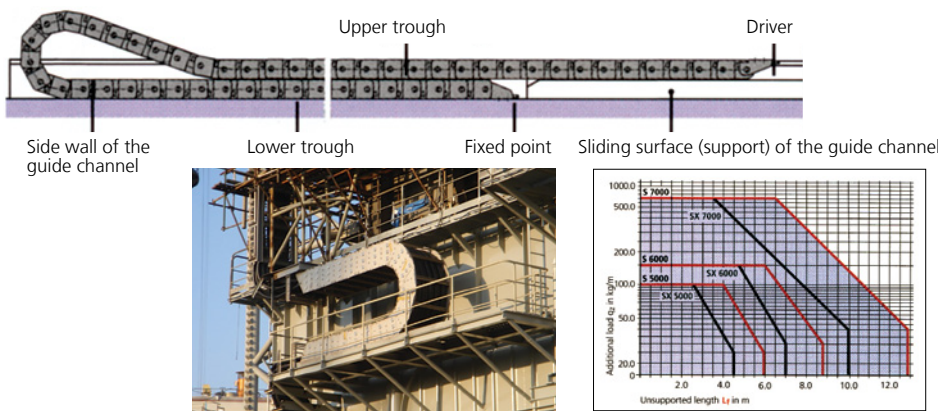 Upper trough
Driver
Side wall of the
guide channel
Lower trough
Fixed point
Sliding surface (support) of the guide channel
1000.0
500.0
200.0
100.0
50.0
20.0
0
Additional load q₂ in kg/m
S 7000
SX 7000
S 6000
SX 6000
S 5000
SX 5000
2.0 4.0 6.0 8.0 10.0 12.0
Unsupported length Lf in m